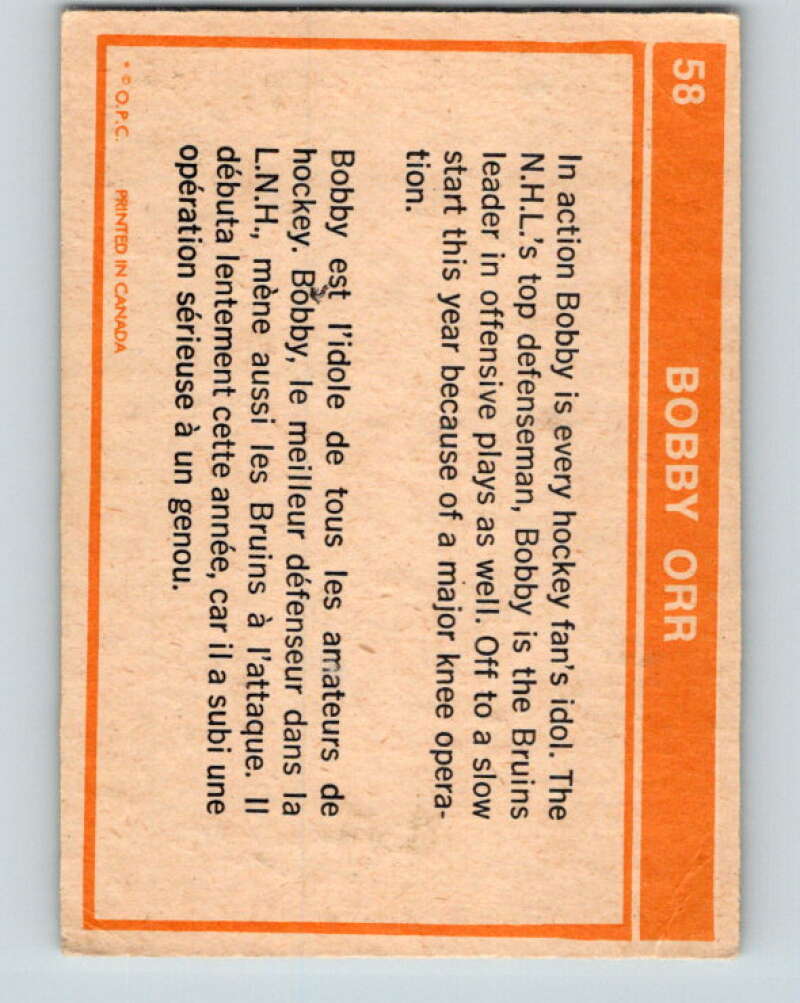 58 BOBBY ORR
In action Bobby is every hockey fan's idol. The
N.H.L.'s top defenseman, Bobby is the Bruins
leader in offensive plays as well. Off to a slow
start this year because of a major knee opera-
tion.
Bobby est l'idole de tous les amateurs de
hockey. Bobby, le meilleur défenseur dans la
L.N.H., mène aussi les Bruins à l'attaque. Il
débuta lentement cette année, car il a subi une
opération sérieuse à un genou.
* © O.P.C. PRINTED IN CANADA